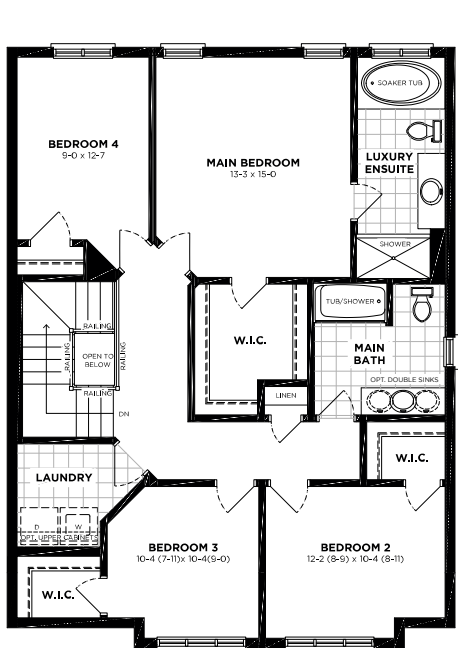 SOAKER TUB
BEDROOM 4
9-0 x 12-7
MAIN BEDROOM
13-3 x 15-0
LUXURY
ENSUITE
SHOWER
TUB/SHOWER
RAILING
RAILING
OPEN TO
BELOW
RAILING
RAILING
W.I.C.
MAIN
BATH
OPT. DOUBLE SINKS
LINEN
DN
W.I.C.
LAUNDRY
D
W
OPT. UPPER CABINETS
BEDROOM 3
10-4 (7-11)x 10-4(9-0)
BEDROOM 2
12-2 (8-9) x 10-4 (8-11)
W.I.C.